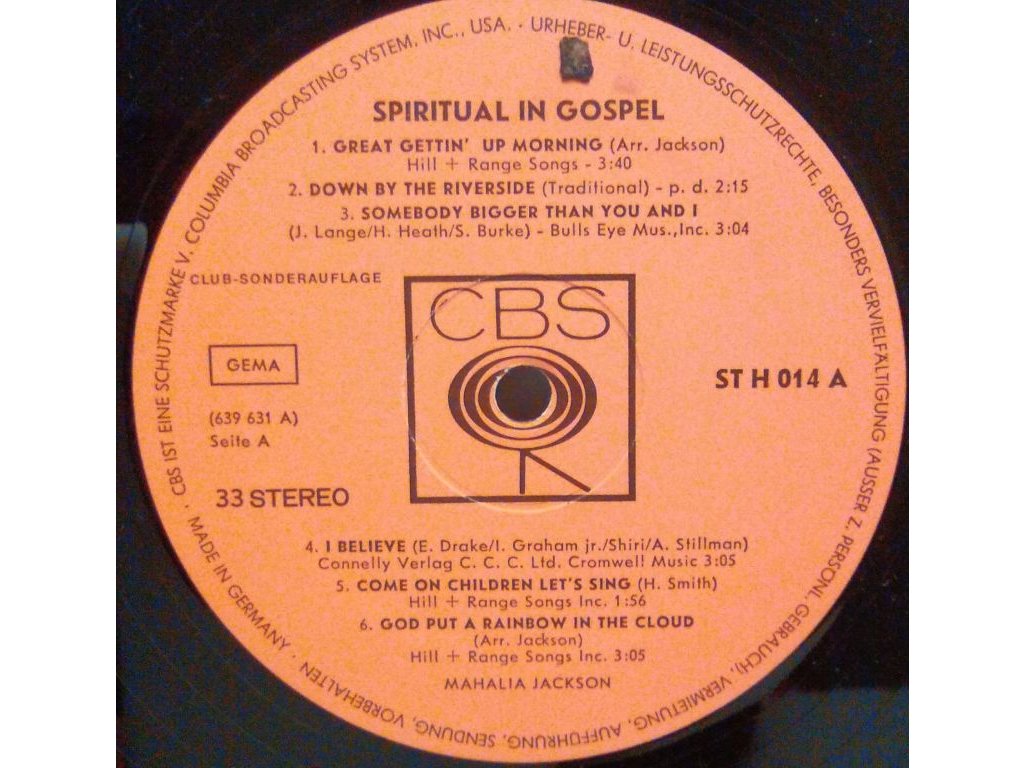 CBS IST EINE SCHUTZMARKE V. COLUMBIA BROADCASTING SYSTEM, INC., USA. · URHEBER- U. LEISTUNGSSCHUTZRECHTE, BESONDERS VERVIELFÄLTIGUNG (AUSSER Z. PERSÖNL. GEBRAUCH), VERMIETUNG, AUFFÜHRUNG, SENDUNG, VORBEHALTEN · MADE IN GERMANY ·
SPIRITUAL IN GOSPEL
1. GREAT GETTIN' UP MORNING (Arr. Jackson)
Hill + Range Songs - 3:40
2. DOWN BY THE RIVERSIDE (Traditional) - p. d. 2:15
3. SOMEBODY BIGGER THAN YOU AND I
(J. Lange/H. Heath/S. Burke) - Bulls Eye Mus.,Inc. 3:04
CLUB-SONDERAUFLAGE
CBS
GEMA
ST H 014 A
(639 631 A)
Seite A
33 STEREO
4. I BELIEVE (E. Drake/I. Graham jr./Shiri/A. Stillman)
Connelly Verlag C. C. C. Ltd. Cromwell Music 3:05
5. COME ON CHILDREN LET'S SING (H. Smith)
Hill + Range Songs Inc. 1:56
6. GOD PUT A RAINBOW IN THE CLOUD
(Arr. Jackson)
Hill + Range Songs Inc. 3:05
MAHALIA JACKSON